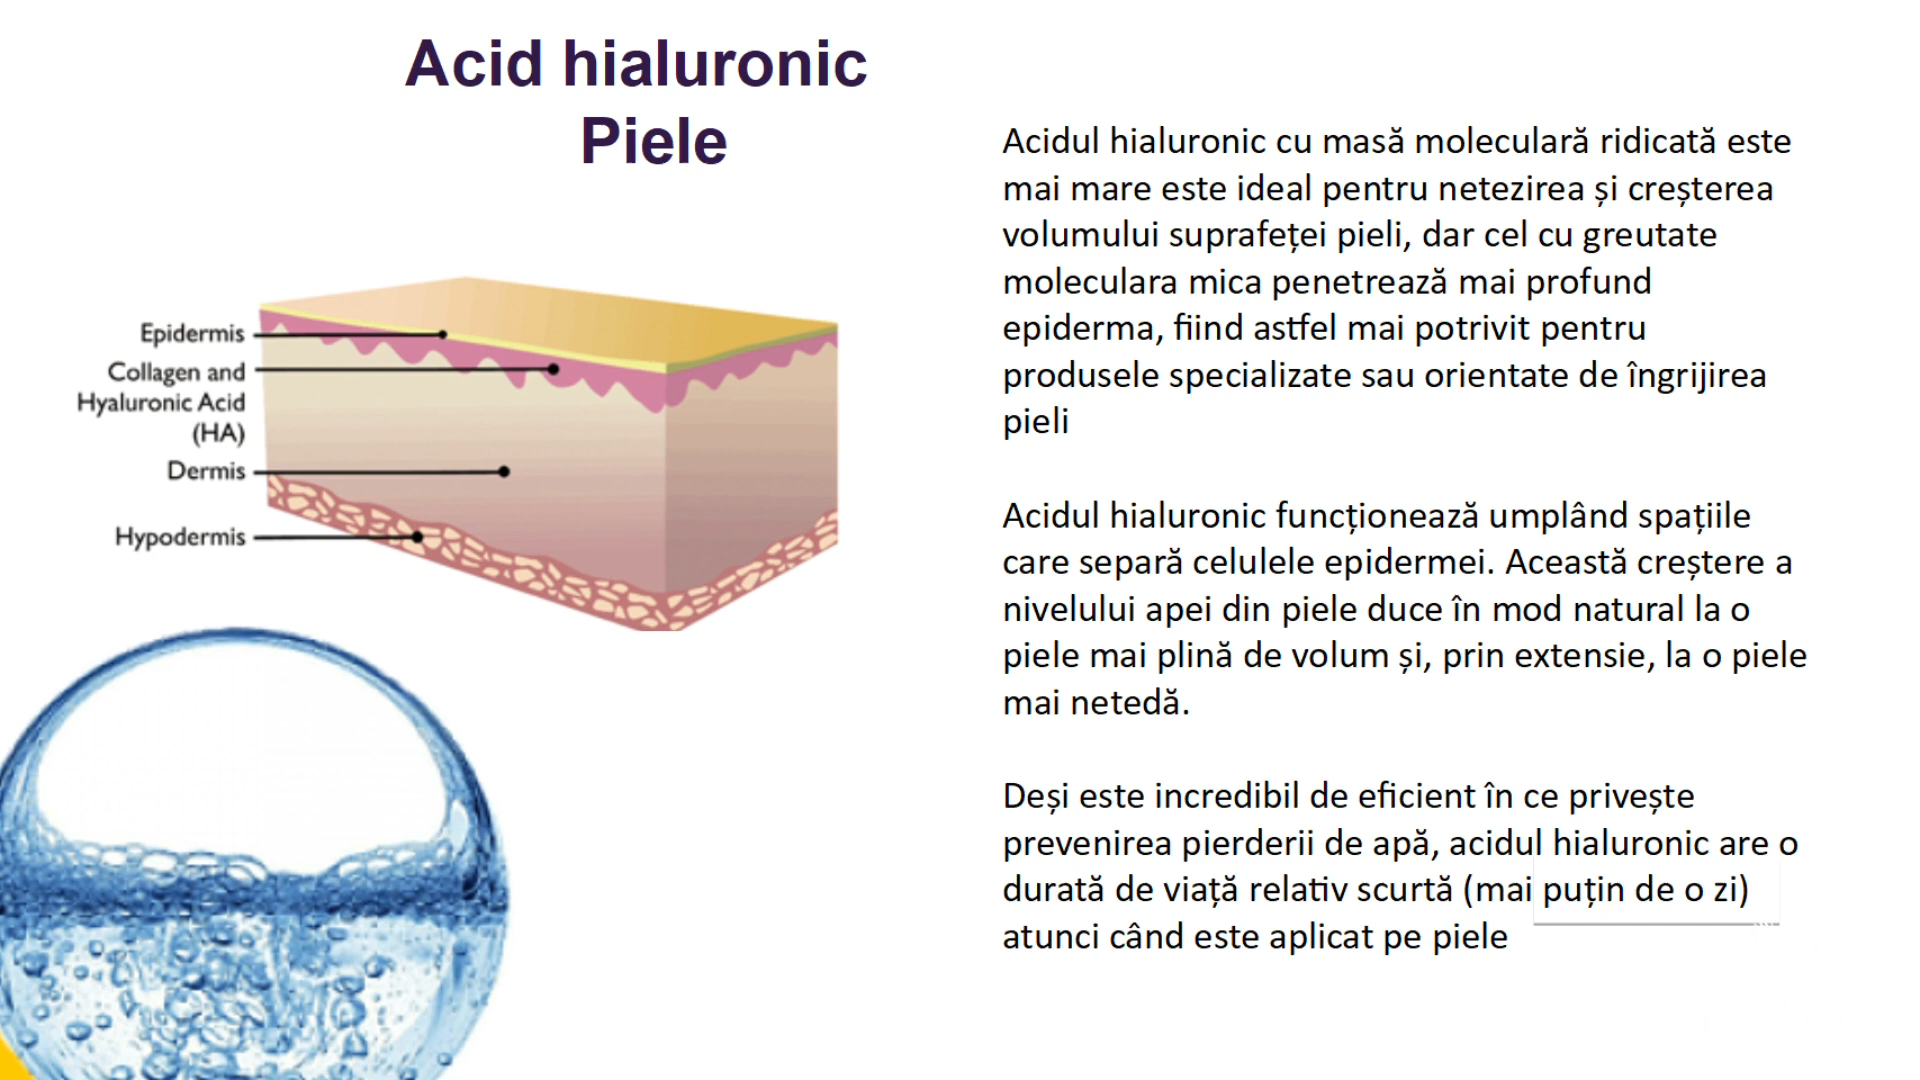 Acid hialuronic
Piele
Epidermis
Collagen and
Hyaluronic Acid
(HA)
Dermis
Hypodermis
Acidul hialuronic cu masă moleculară ridicată este
mai mare este ideal pentru netezirea și creșterea
volumului suprafeței pieli, dar cel cu greutate
moleculara mica penetrează mai profund
epiderma, fiind astfel mai potrivit pentru
produsele specializate sau orientate de îngrijirea
pieli
Acidul hialuronic funcționează umplând spațiile
care separă celulele epidermei. Această creștere a
nivelului apei din piele duce în mod natural la o
piele mai plină de volum și, prin extensie, la o piele
mai netedă.
Deși este incredibil de eficient în ce privește
prevenirea pierderii de apă, acidul hialuronic are o
durată de viață relativ scurtă (mai puțin de o zi)
atunci când este aplicat pe piele